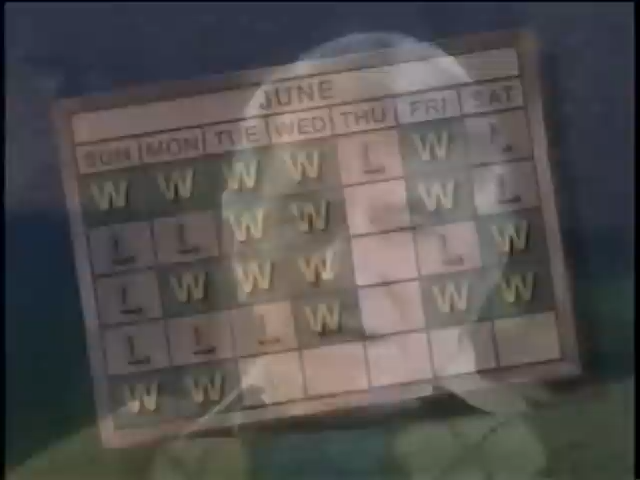 JUNE
SUN MON TUE WED THU FRI SAT
W W W W L W L
L L W W W L
L W W W L W
L L L W W W
W W